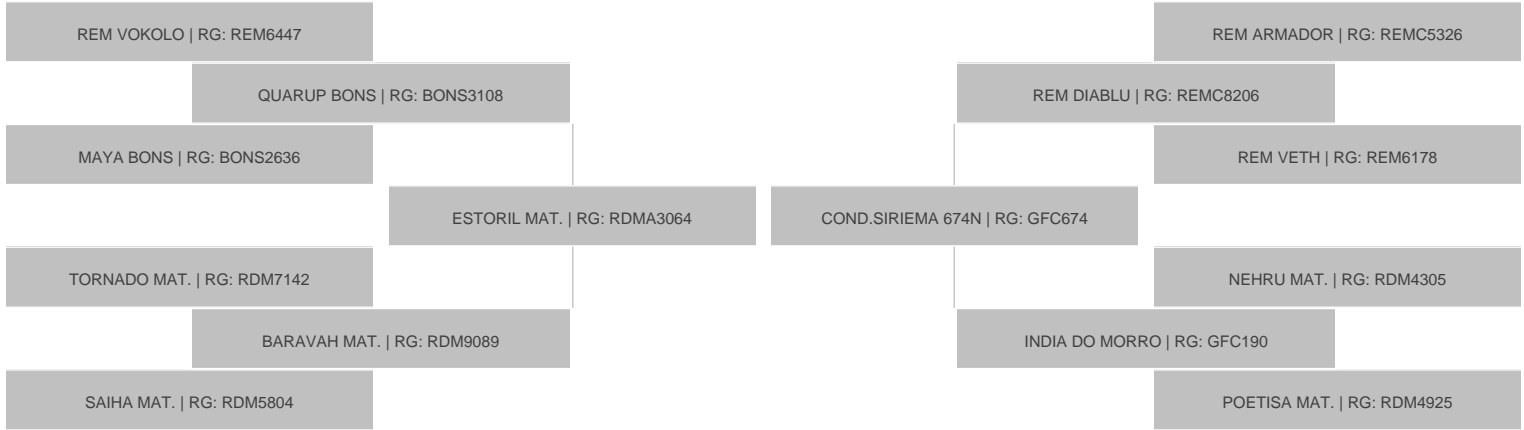 REM VOKOLO | RG: REM6447
REM ARMADOR | RG: REMC5326
QUARUP BONS | RG: BONS3108
REM DIABLU | RG: REMC8206
MAYA BONS | RG: BONS2636
REM VETH | RG: REM6178
ESTORIL MAT. | RG: RDMA3064
COND.SIRIEMA 674N | RG: GFC674
TORNADO MAT. | RG: RDM7142
NEHRU MAT. | RG: RDM4305
BARAVAH MAT. | RG: RDM9089
INDIA DO MORRO | RG: GFC190
SAIHA MAT. | RG: RDM5804
POETISA MAT. | RG: RDM4925